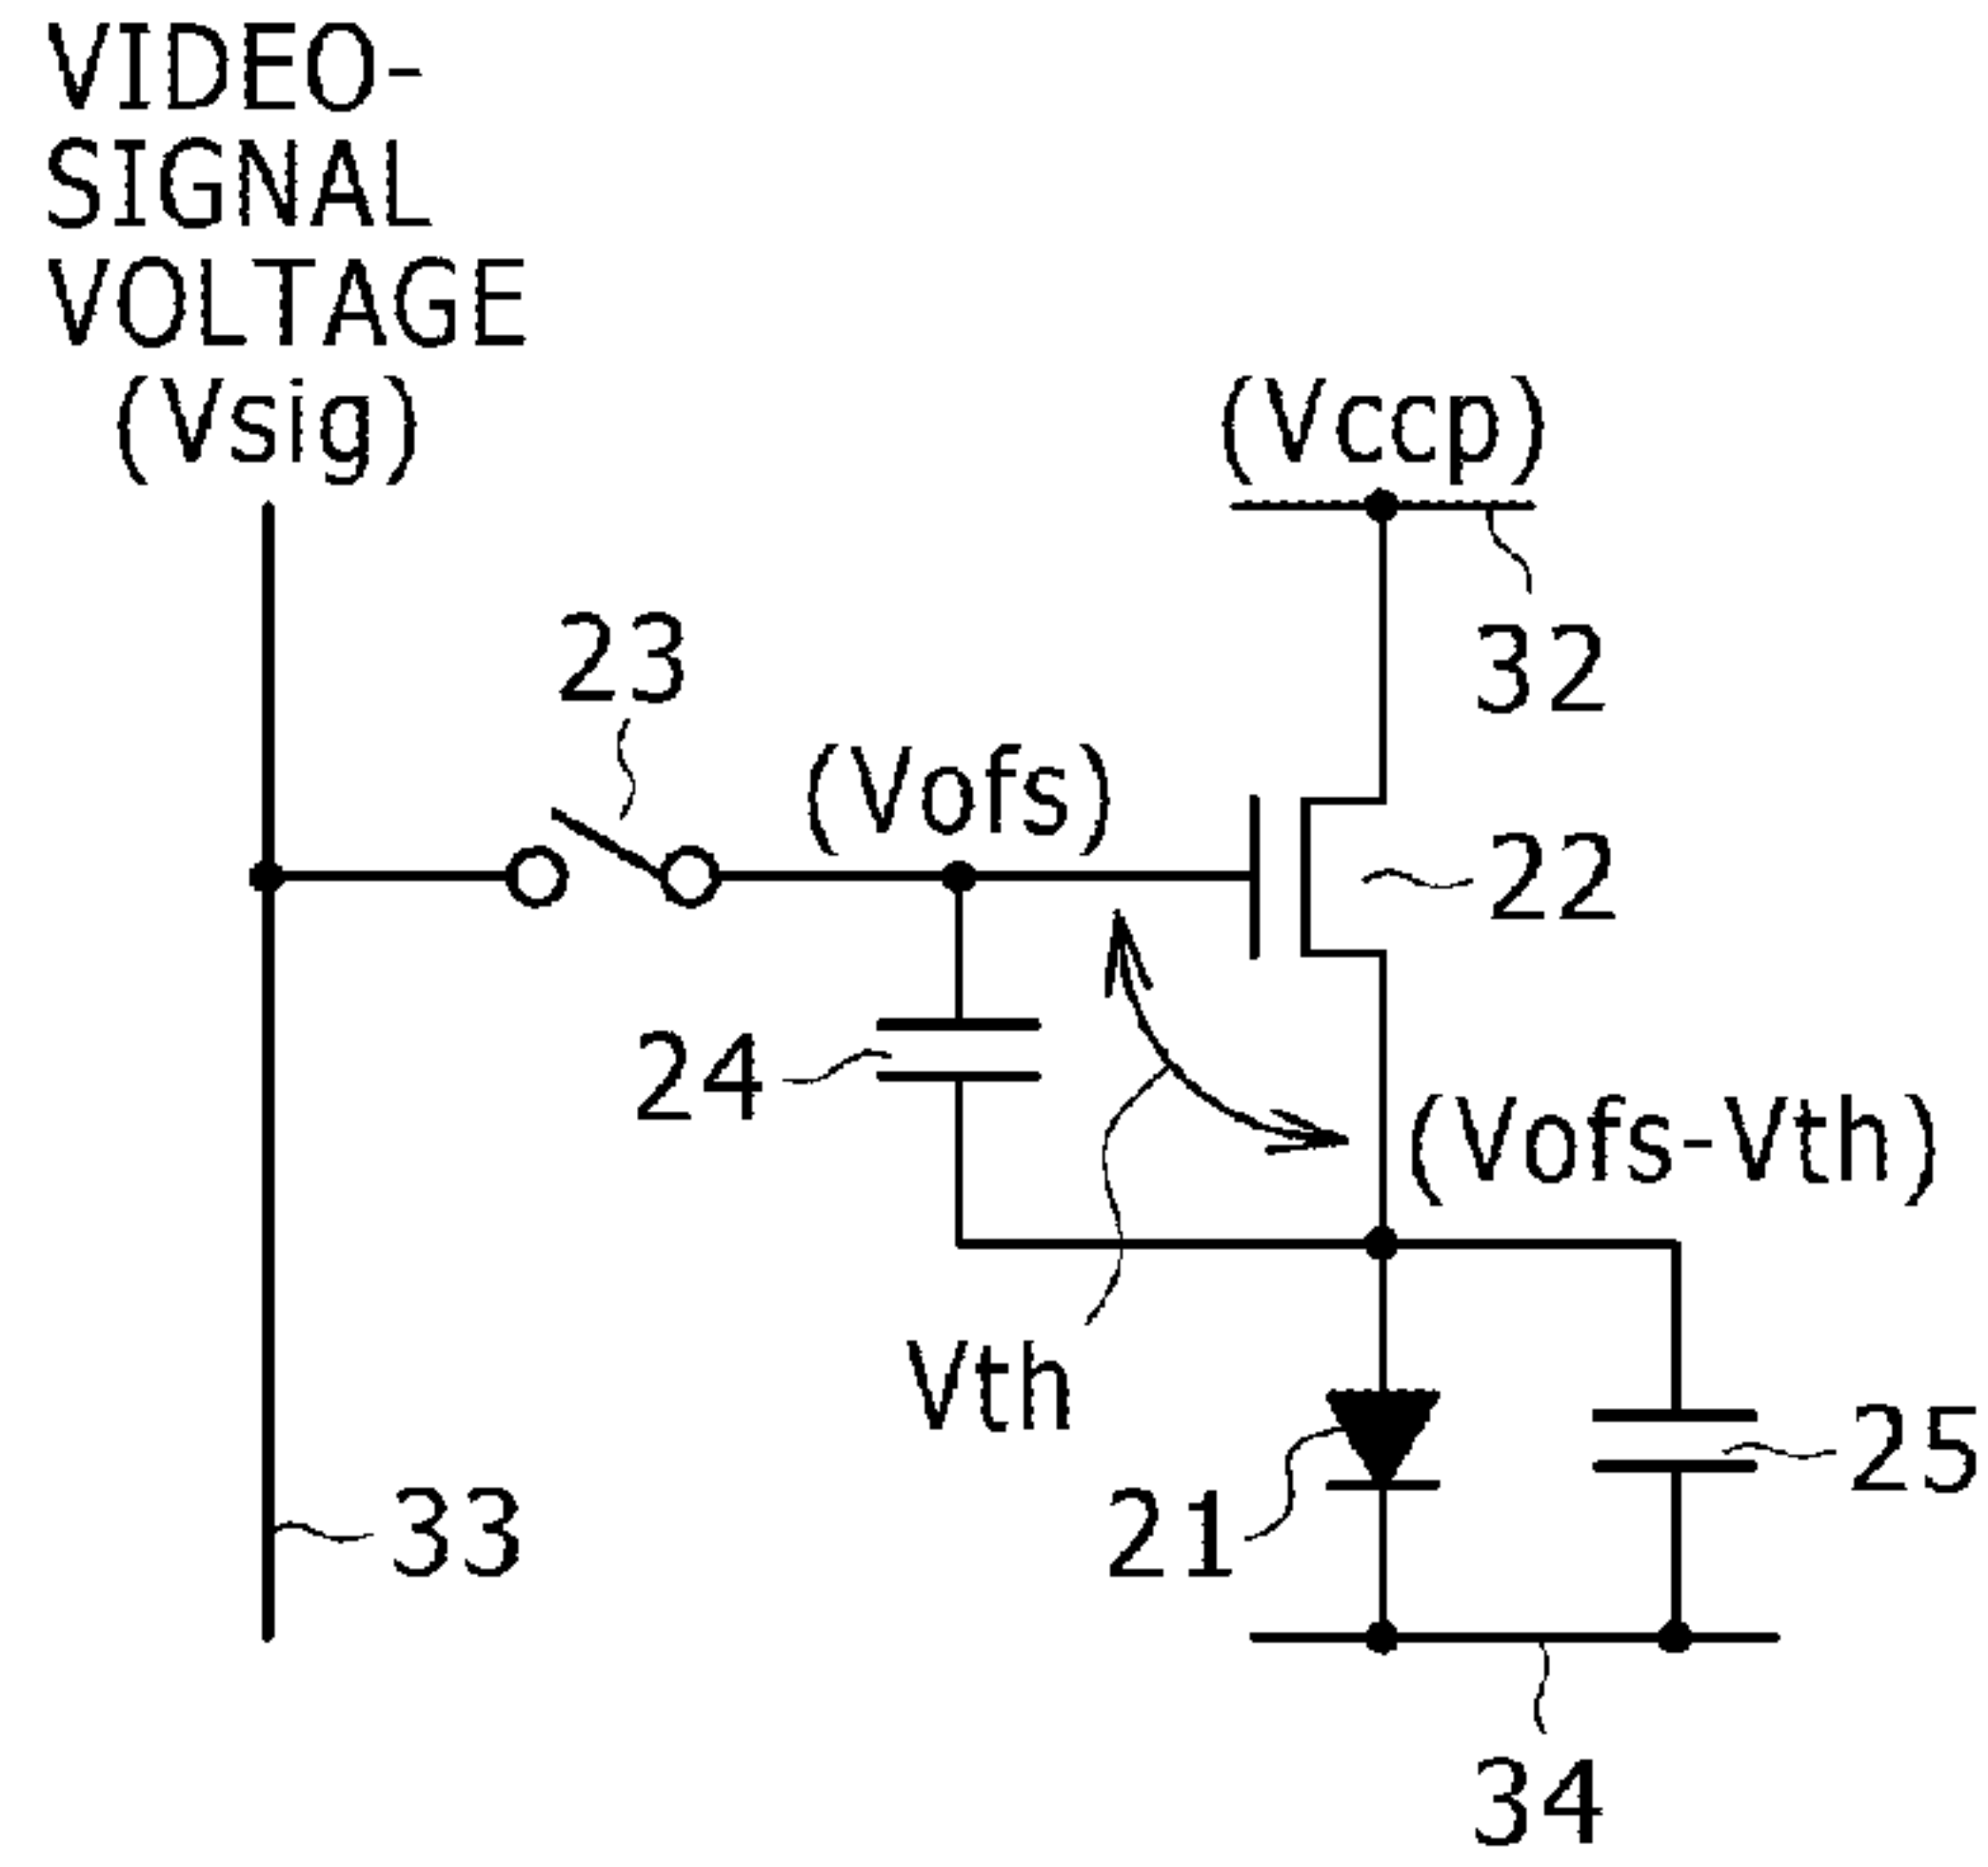 VIDEO-
SIGNAL
VOLTAGE
(Vsig)
(Vccp)
32
23
(Vofs)
22
24
(Vofs-Vth)
Vth
21
25
33
34